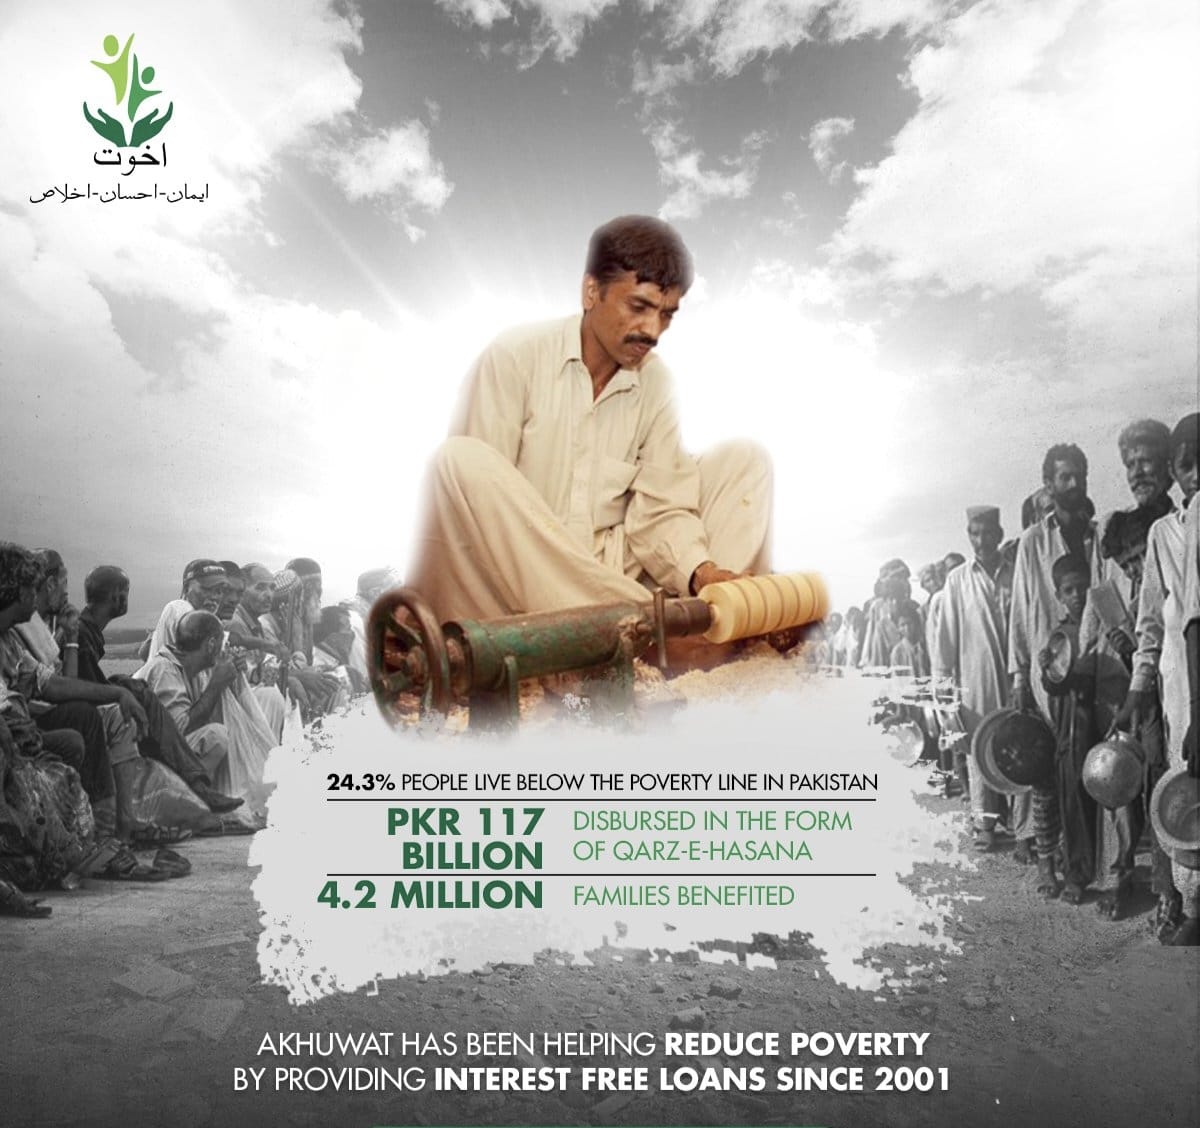 اخوت
ایمان-احسان-اخلاص
24.3% PEOPLE LIVE BELOW THE POVERTY LINE IN PAKISTAN
PKR 117 BILLION DISBURSED IN THE FORM OF QARZ-E-HASANA
4.2 MILLION FAMILIES BENEFITED
AKHUWAT HAS BEEN HELPING REDUCE POVERTY
BY PROVIDING INTEREST FREE LOANS SINCE 2001